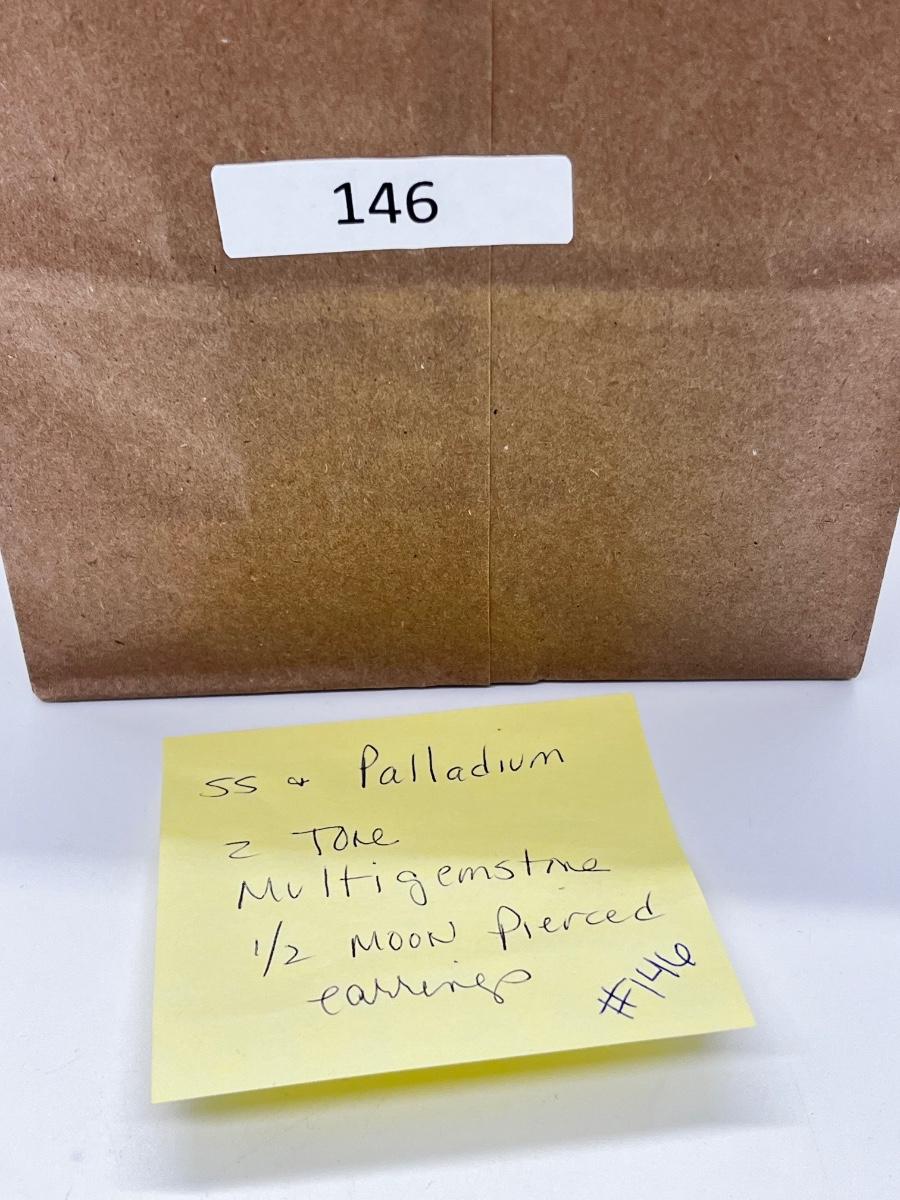 146
SS & Palladium
2 Tone
Multigemstone
1/2 MOON Pierced
earrings
#146